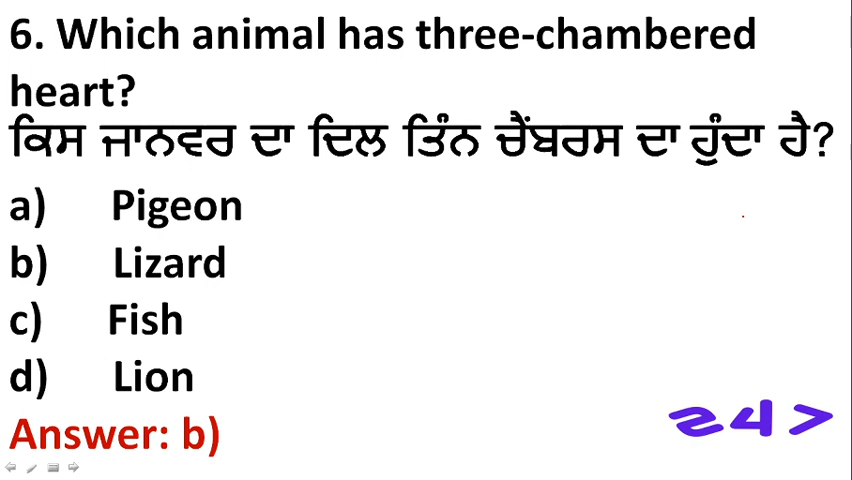 6. Which animal has three-chambered
heart?
ਕਿਸ ਜਾਨਵਰ ਦਾ ਦਿਲ ਤਿੰਨ ਚੈਂਬਰਸ ਦਾ ਹੁੰਦਾ ਹੈ?
a) Pigeon
b) Lizard
c) Fish
d) Lion
Answer: b)